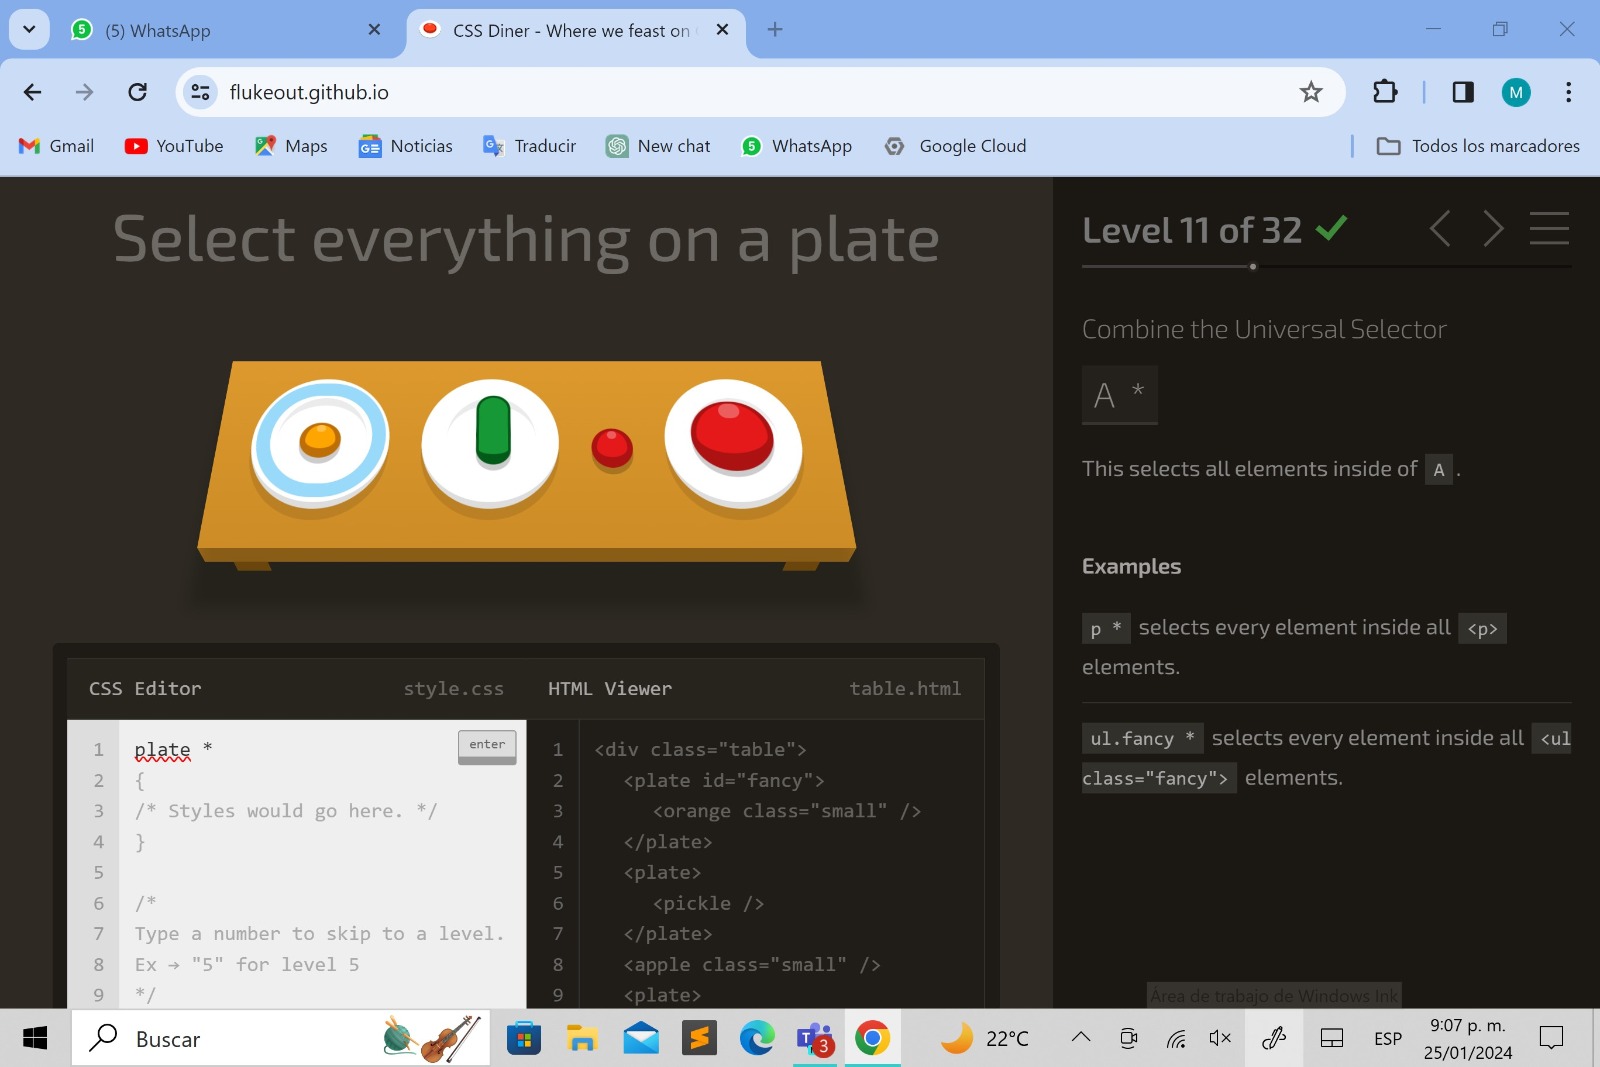 (5) WhatsApp
CSS Diner - Where we feast on
flukeout.github.io
M
Gmail YouTube Maps Noticias Traducir New chat WhatsApp Google Cloud Todos los marcadores
Select everything on a plate
Level 11 of 32
Combine the Universal Selector
A *
This selects all elements inside of A .
Examples
p * selects every element inside all <p>
elements.
ul.fancy * selects every element inside all <ul
class="fancy"> elements.
CSS Editor style.css HTML Viewer table.html
enter
1 plate *
2 {
3 /* Styles would go here. */
4 }
5
6 /*
7 Type a number to skip to a level.
8 Ex → "5" for level 5
9 */
1 <div class="table">
2 <plate id="fancy">
3 <orange class="small" />
4 </plate>
5 <plate>
6 <pickle />
7 </plate>
8 <apple class="small" />
9 <plate>
Área de trabajo de Windows Ink
Buscar
3
22°C
ESP
9:07 p. m.
25/01/2024